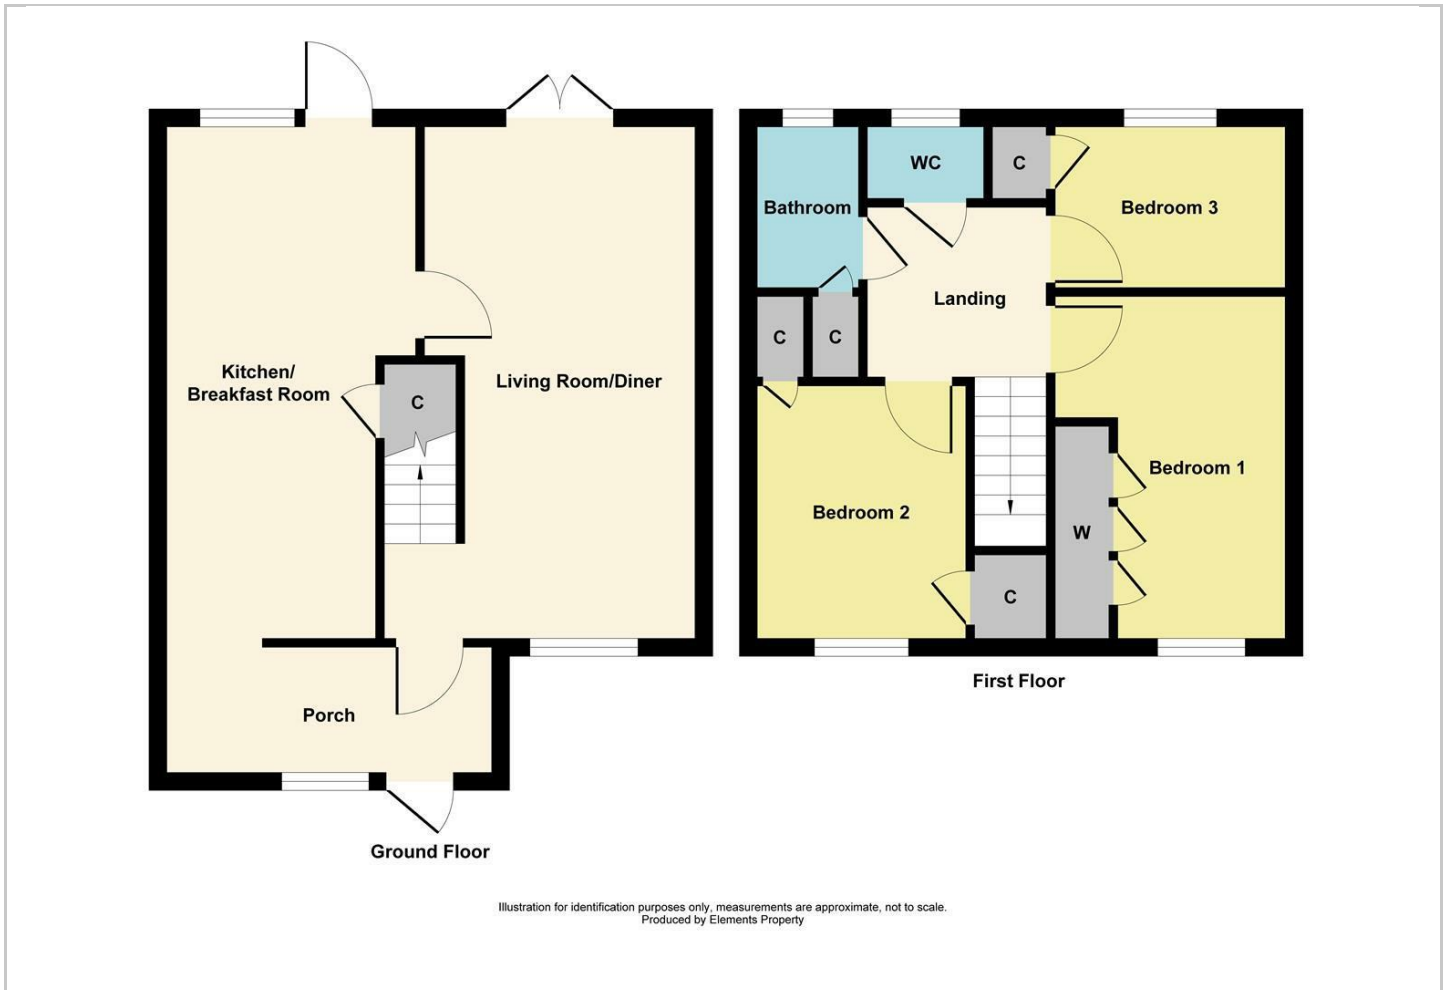 Kitchen/
Breakfast Room
C
Living Room/Diner
Porch
Ground Floor
Bathroom
WC
C
Bedroom 3
Landing
C
C
Bedroom 2
Bedroom 1
W
C
First Floor
Illustration for identification purposes only, measurements are approximate, not to scale.
Produced by Elements Property